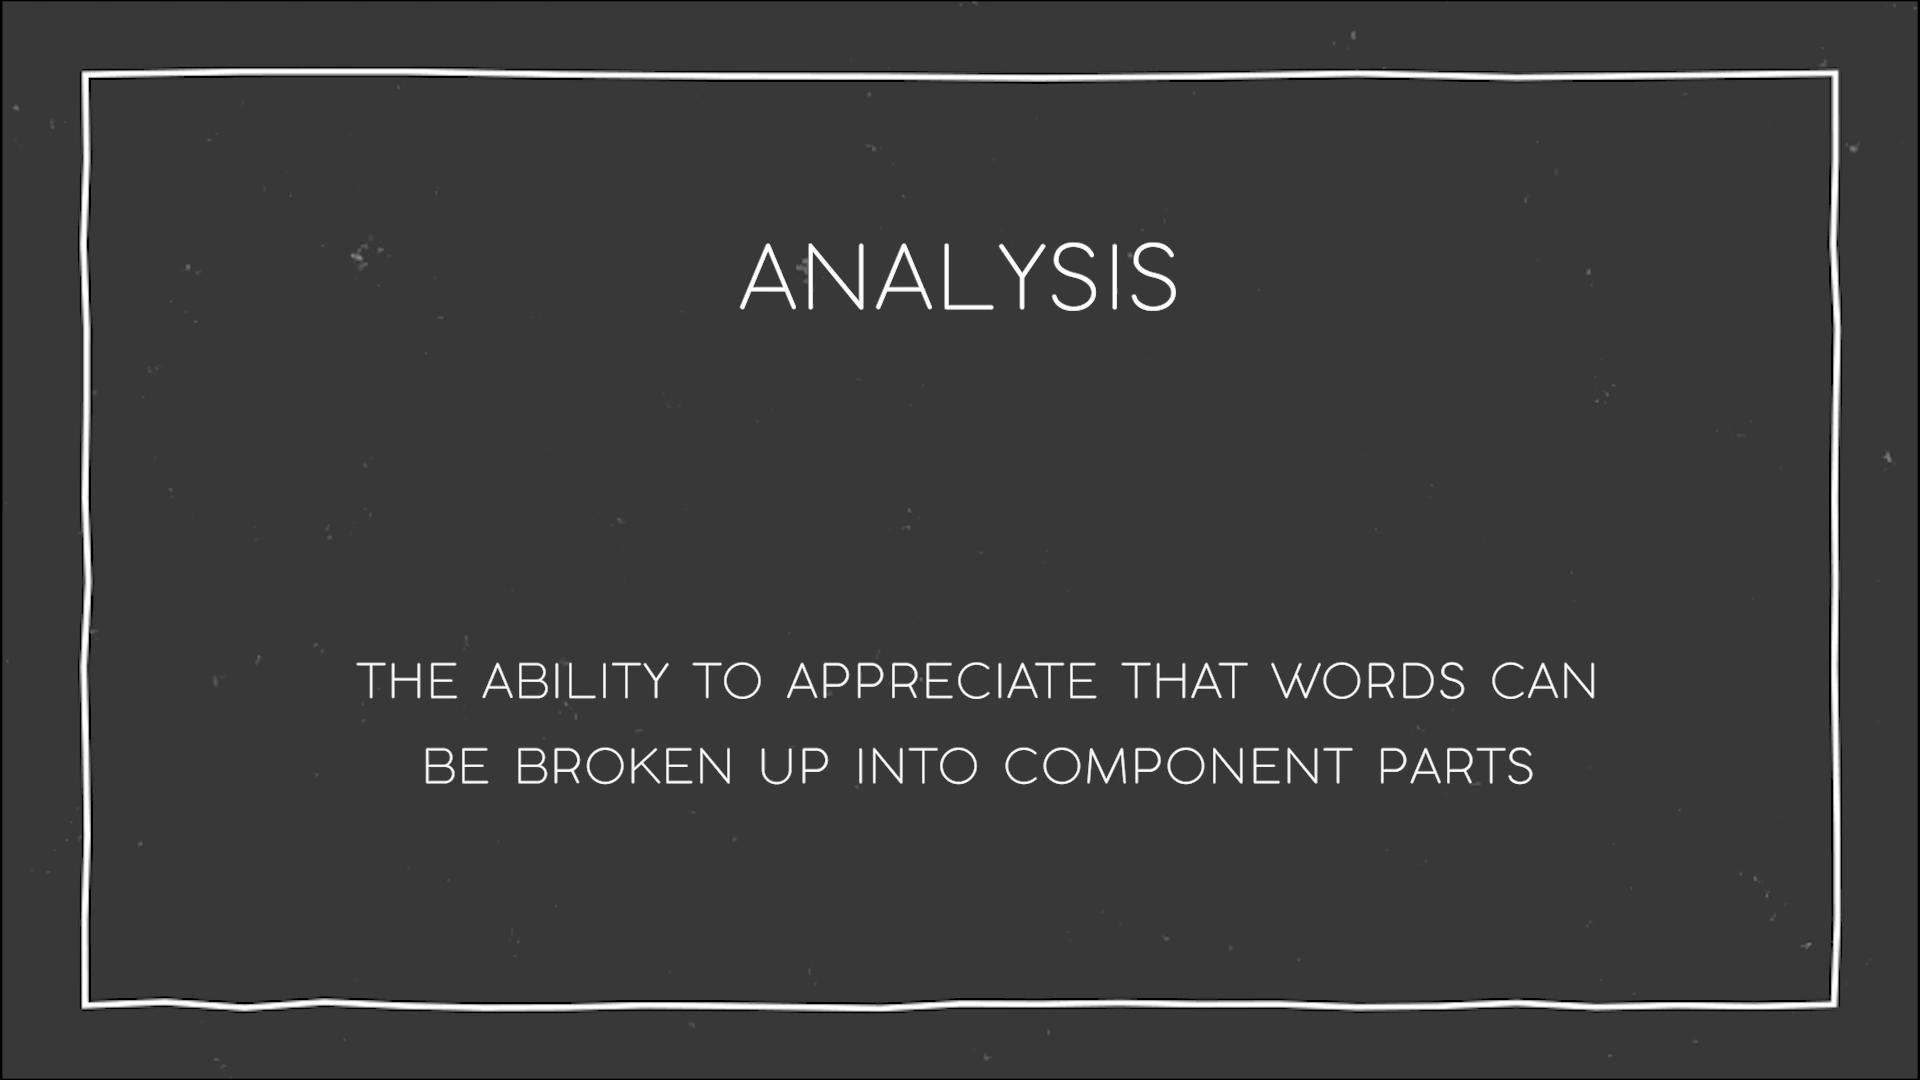 ANALYSIS
THE ABILITY TO APPRECIATE THAT WORDS CAN
BE BROKEN UP INTO COMPONENT PARTS